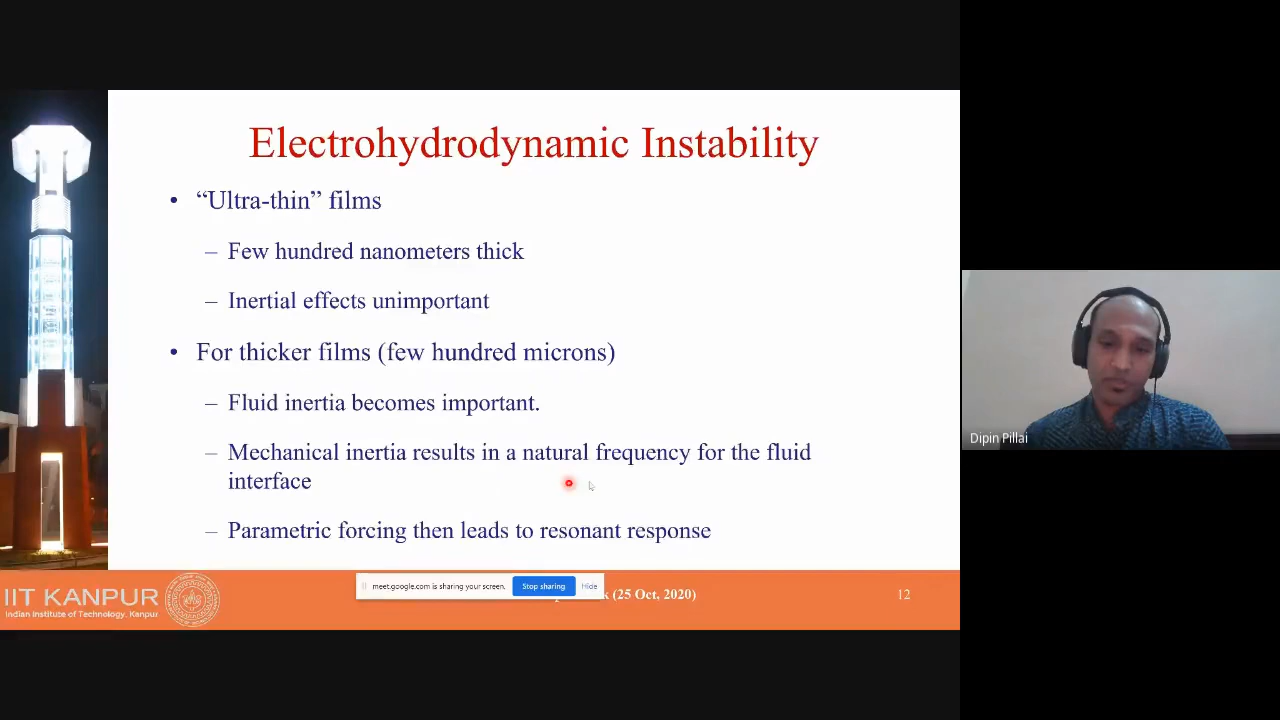 Electrohydrodynamic Instability
• “Ultra-thin” films
– Few hundred nanometers thick
– Inertial effects unimportant
• For thicker films (few hundred microns)
– Fluid inertia becomes important.
– Mechanical inertia results in a natural frequency for the fluid
interface
– Parametric forcing then leads to resonant response
Dipin Pillai
IIT KANPUR
Indian Institute of Technology, Kanpur
meet.google.com is sharing your screen.
Stop sharing
Hide
(25 Oct, 2020)
12